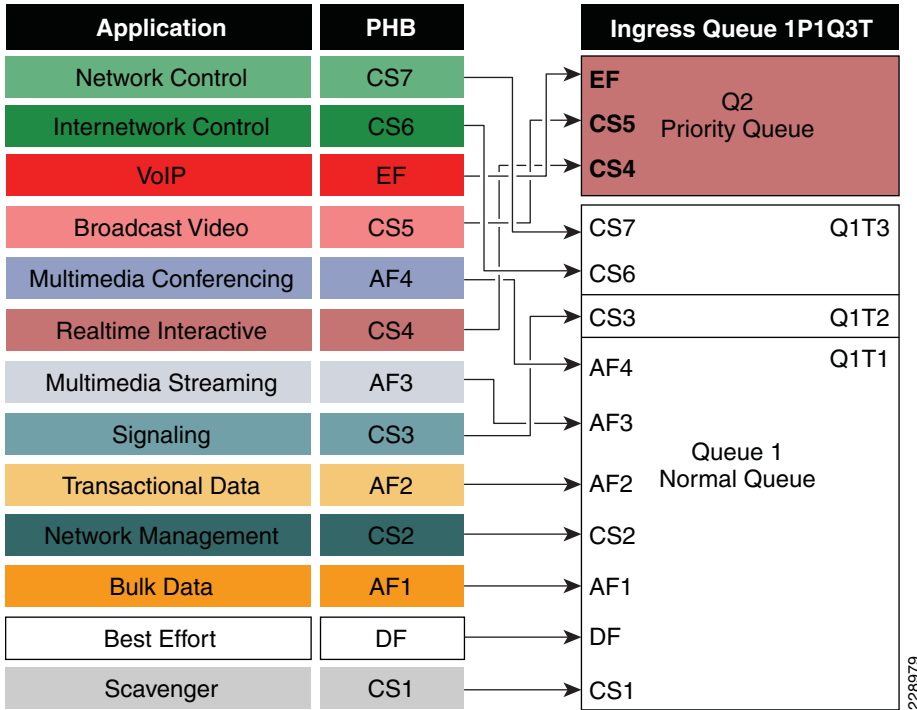 Application PHB Ingress Queue 1P1Q3T
Network Control CS7
Internetwork Control CS6
VoIP EF
Broadcast Video CS5
Multimedia Conferencing AF4
Realtime Interactive CS4
Multimedia Streaming AF3
Signaling CS3
Transactional Data AF2
Network Management CS2
Bulk Data AF1
Best Effort DF
Scavenger CS1
EF
CS5
CS4
Q2
Priority Queue
CS7 Q1T3
CS6
CS3 Q1T2
AF4 Q1T1
AF3
Queue 1
Normal Queue
AF2
CS2
AF1
DF
CS1
228979